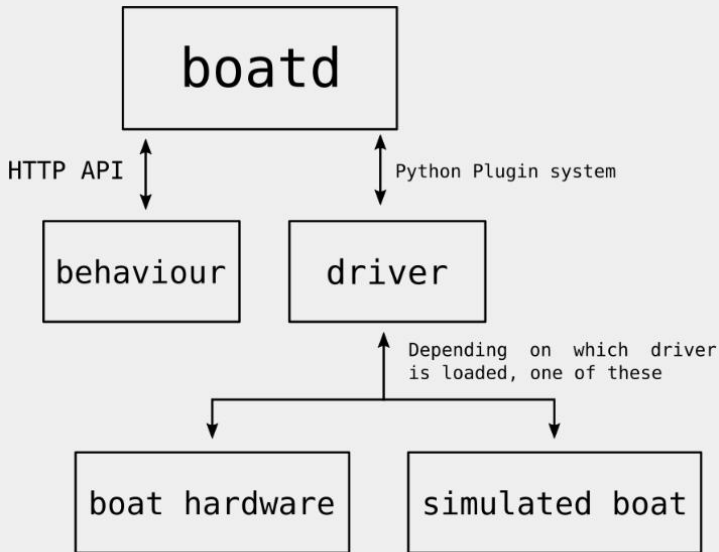 boatd
HTTP API
Python Plugin system
behaviour
driver
Depending on which driver
is loaded, one of these
boat hardware
simulated boat